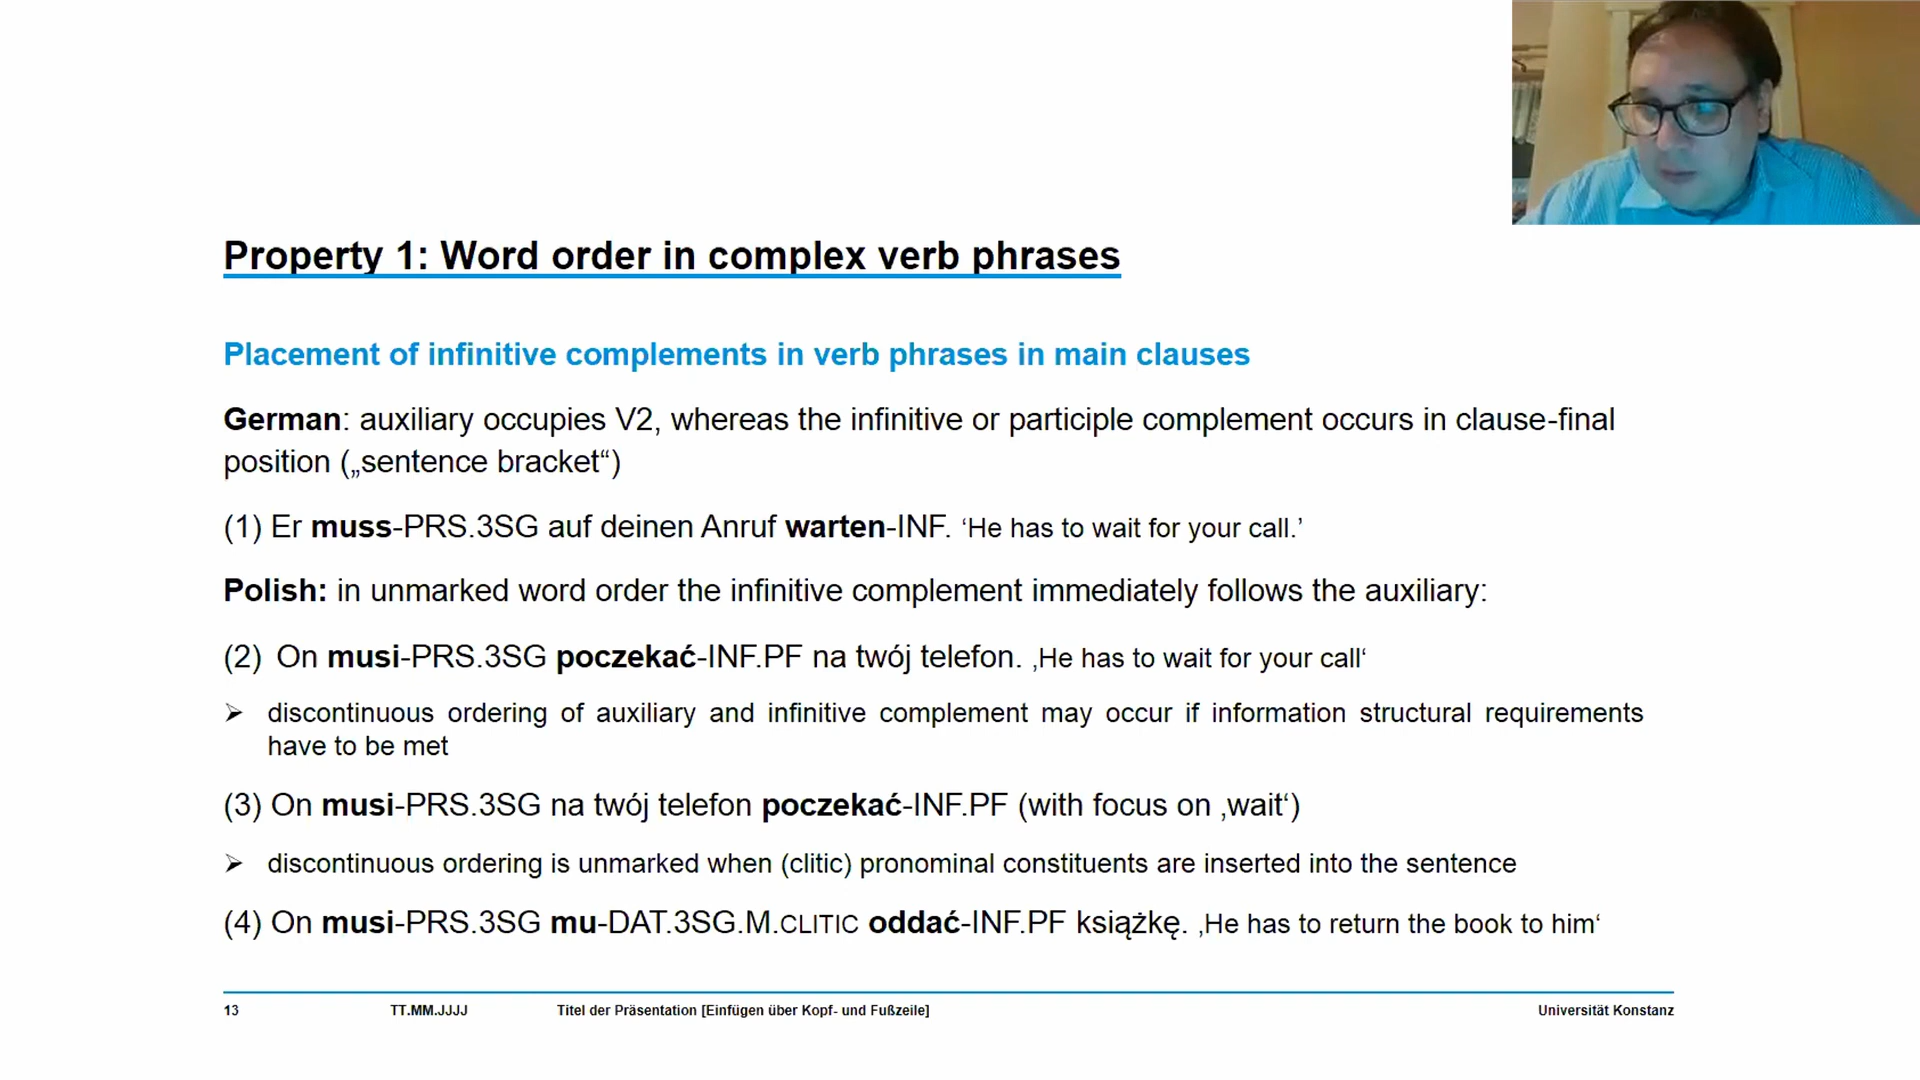 Property 1: Word order in complex verb phrases
Placement of infinitive complements in verb phrases in main clauses
German: auxiliary occupies V2, whereas the infinitive or participle complement occurs in clause-final
position („sentence bracket“)
(1) Er muss-PRS.3SG auf deinen Anruf warten-INF. ‘He has to wait for your call.’
Polish: in unmarked word order the infinitive complement immediately follows the auxiliary:
(2) On musi-PRS.3SG poczekać-INF.PF na twój telefon. ‚He has to wait for your call‘
➢ discontinuous ordering of auxiliary and infinitive complement may occur if information structural requirements
have to be met
(3) On musi-PRS.3SG na twój telefon poczekać-INF.PF (with focus on ‚wait‘)
➢ discontinuous ordering is unmarked when (clitic) pronominal constituents are inserted into the sentence
(4) On musi-PRS.3SG mu-DAT.3SG.M.CLITIC oddać-INF.PF książkę. ‚He has to return the book to him‘
13 TT.MM.JJJJ Titel der Präsentation [Einfügen über Kopf- und Fußzeile] Universität Konstanz